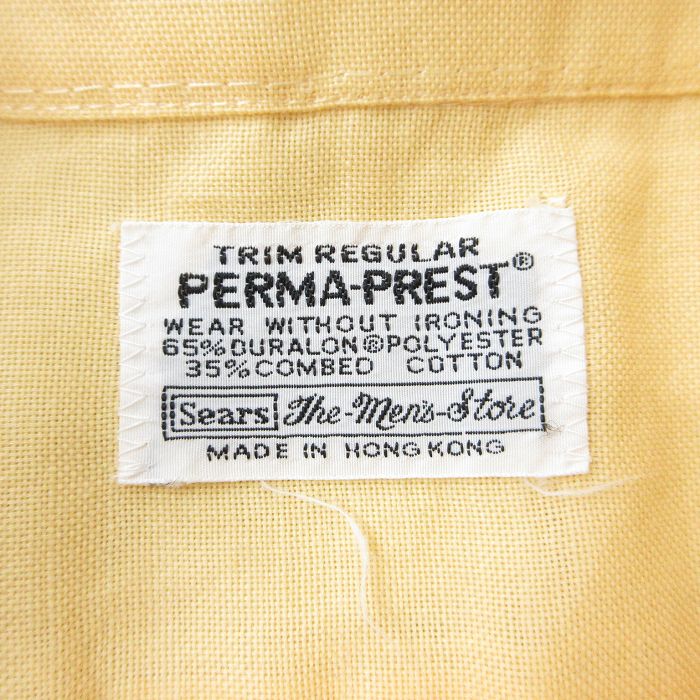 TRIM REGULAR
PERMA-PREST®
WEAR WITHOUT IRONING
65% DURALON® POLYESTER
35% COMBED COTTON
Sears The-Men's-Store
MADE IN HONG KONG